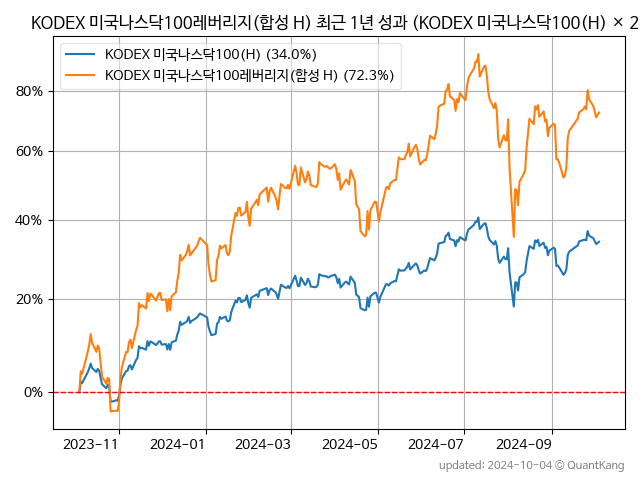 KODEX 미국나스닥100레버리지(합성 H) 최근 1년 성과 (KODEX 미국나스닥100(H) × 2
KODEX 미국나스닥100(H) (34.0%)
KODEX 미국나스닥100레버리지(합성 H) (72.3%)
80%
60%
40%
20%
0%
2023-11 2024-01 2024-03 2024-05 2024-07 2024-09
updated: 2024-10-04 © QuantKang